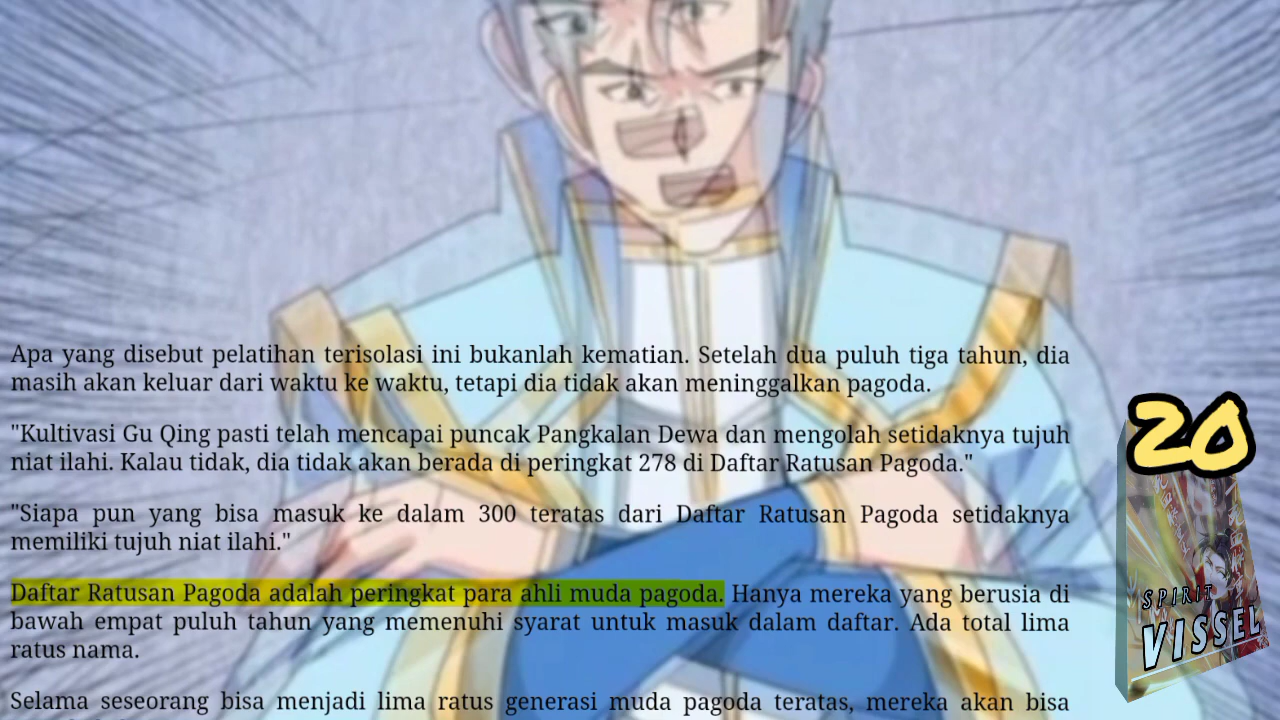 Apa yang disebut pelatihan terisolasi ini bukanlah kematian. Setelah dua puluh tiga tahun, dia
masih akan keluar dari waktu ke waktu, tetapi dia tidak akan meninggalkan pagoda.
"Kultivasi Gu Qing pasti telah mencapai puncak Pangkalan Dewa dan mengolah setidaknya tujuh
niat ilahi. Kalau tidak, dia tidak akan berada di peringkat 278 di Daftar Ratusan Pagoda."
"Siapa pun yang bisa masuk ke dalam 300 teratas dari Daftar Ratusan Pagoda setidaknya
memiliki tujuh niat ilahi."
Daftar Ratusan Pagoda adalah peringkat para ahli muda pagoda. Hanya mereka yang berusia di
bawah empat puluh tahun yang memenuhi syarat untuk masuk dalam daftar. Ada total lima
ratus nama.
Selama seseorang bisa menjadi lima ratus generasi muda pagoda teratas, mereka akan bisa
20
SPIRIT
VISSEL